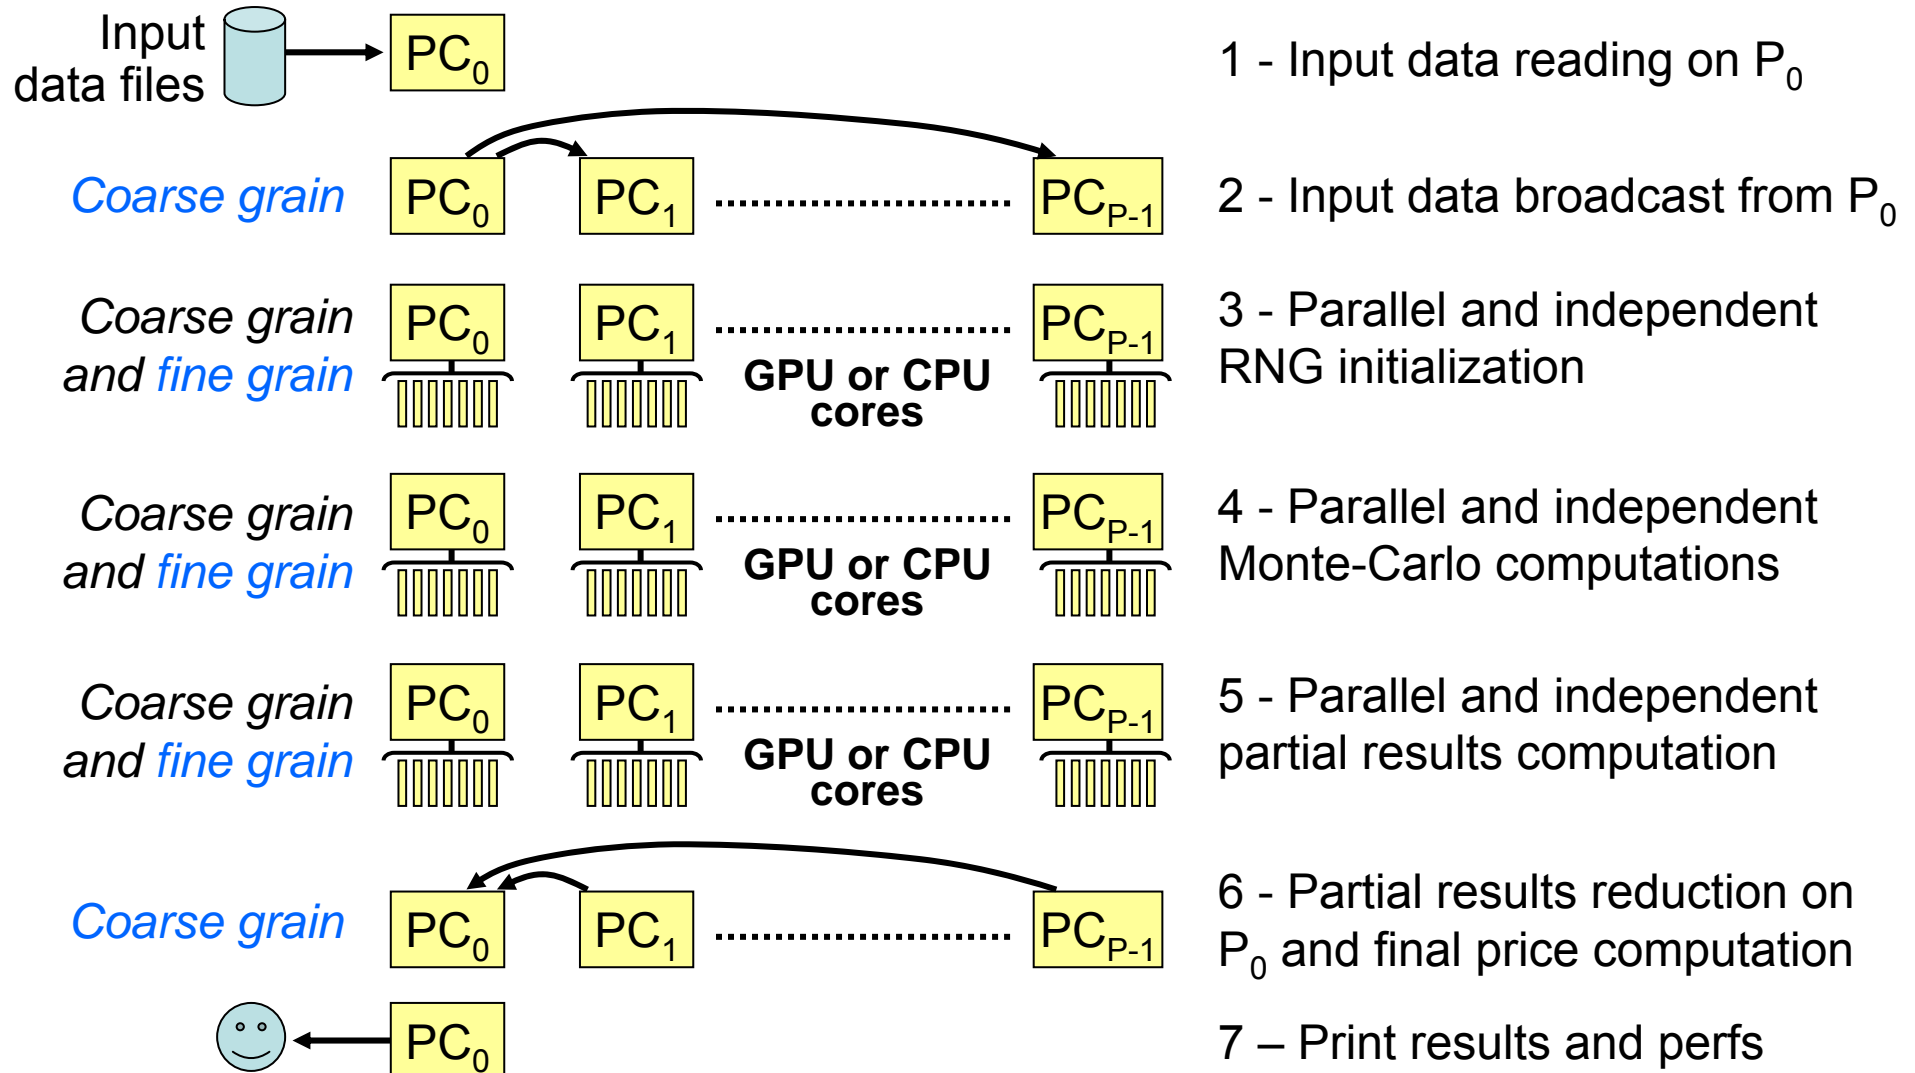 Input
data files
PC0
1 - Input data reading on P0
Coarse grain
PC0
PC1
PCP-1
2 - Input data broadcast from P0
Coarse grain
and fine grain
PC0
PC1
PCP-1
GPU or CPU
cores
3 - Parallel and independent
RNG initialization
Coarse grain
and fine grain
PC0
PC1
PCP-1
GPU or CPU
cores
4 - Parallel and independent
Monte-Carlo computations
Coarse grain
and fine grain
PC0
PC1
PCP-1
GPU or CPU
cores
5 - Parallel and independent
partial results computation
Coarse grain
PC0
PC1
PCP-1
6 - Partial results reduction on
P0 and final price computation
PC0
7 – Print results and perfs